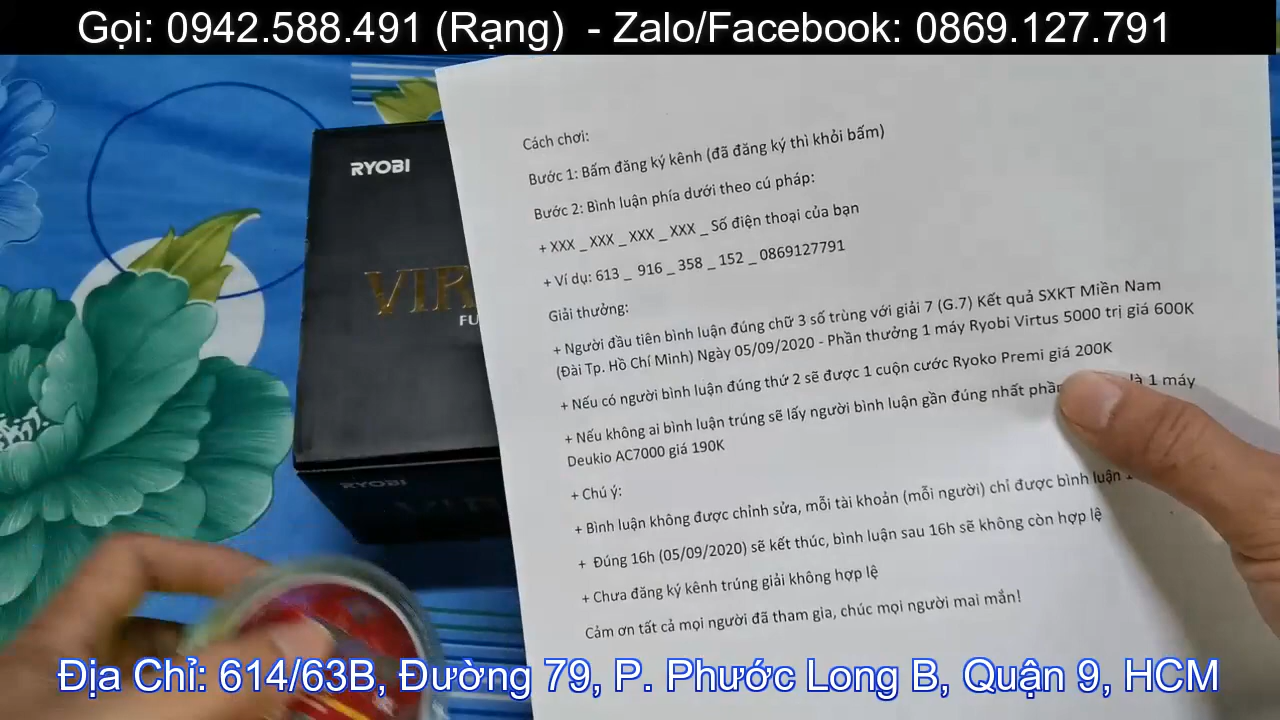 Gọi: 0942.588.491 (Rạng) - Zalo/Facebook: 0869.127.791
RYOBI
VIR
FU
RYOBI
VIR
Cách chơi:
Bước 1: Bấm đăng ký kênh (đã đăng ký thì khỏi bấm)
Bước 2: Bình luận phía dưới theo cú pháp:
+ XXX _ XXX _ XXX _ XXX _ Số điện thoại của bạn
+ Ví dụ: 613 _ 916 _ 358 _ 152 _ 0869127791
Giải thưởng:
+ Người đầu tiên bình luận đúng chữ 3 số trùng với giải 7 (G.7) Kết quả SXKT Miền Nam
(Đài Tp. Hồ Chí Minh) Ngày 05/09/2020 - Phần thưởng 1 máy Ryobi Virtus 5000 trị giá 600K
+ Nếu có người bình luận đúng thứ 2 sẽ được 1 cuộn cước Ryoko Premi giá 200K
+ Nếu không ai bình luận trúng sẽ lấy người bình luận gần đúng nhất phần là 1 máy
Deukio AC7000 giá 190K
+ Chú ý:
+ Bình luận không được chỉnh sửa, mỗi tài khoản (mỗi người) chỉ được bình luận
+ Đúng 16h (05/09/2020) sẽ kết thúc, bình luận sau 16h sẽ không còn hợp lệ
+ Chưa đăng ký kênh trúng giải không hợp lệ
Cảm ơn tất cả mọi người đã tham gia, chúc mọi người mai mắn!
Địa Chỉ: 614/63B, Đường 79, P. Phước Long B, Quận 9, HCM